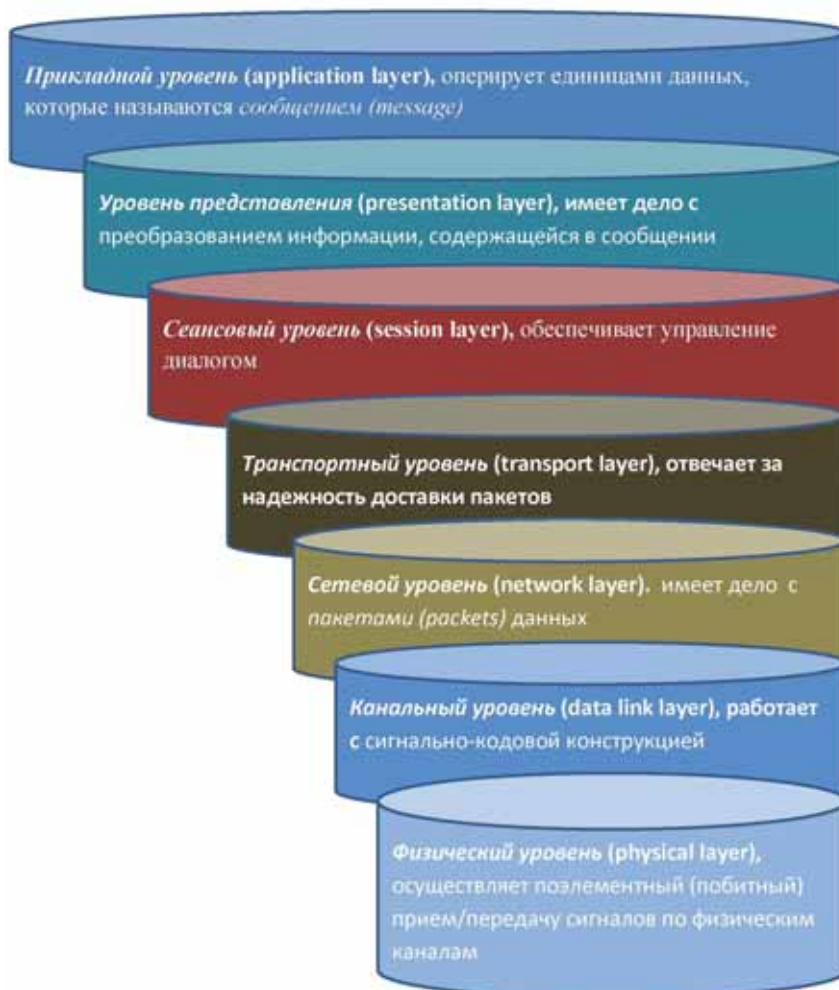 Прикладной уровень (application layer), оперирует единицами данных,
которые называются сообщением (message)
Уровень представления (presentation layer), имеет дело с
преобразованием информации, содержащейся в сообщении
Сеансовый уровень (session layer), обеспечивает управление
диалогом
Транспортный уровень (transport layer), отвечает за
надежность доставки пакетов
Сетевой уровень (network layer). имеет дело с
пакетами (packets) данных
Канальный уровень (data link layer), работает
с сигнально-кодовой конструкцией
Физический уровень (physical layer),
осуществляет поэлементный (побитный)
прием/передачу сигналов по физическим
каналам